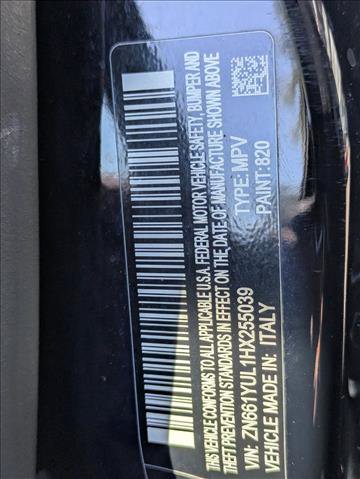 THIS VEHICLE CONFORMS TO ALL APPLICABLE U.S.A. FEDERAL MOTOR VEHICLE SAFETY, BUMPER AND
THEFT PREVENTION STANDARDS IN EFFECT ON THE DATE OF MANUFACTURE SHOWN ABOVE
VIN: ZN661YUL1HX255039 TYPE: MPV
VEHICLE MADE IN: ITALY PAINT: 820